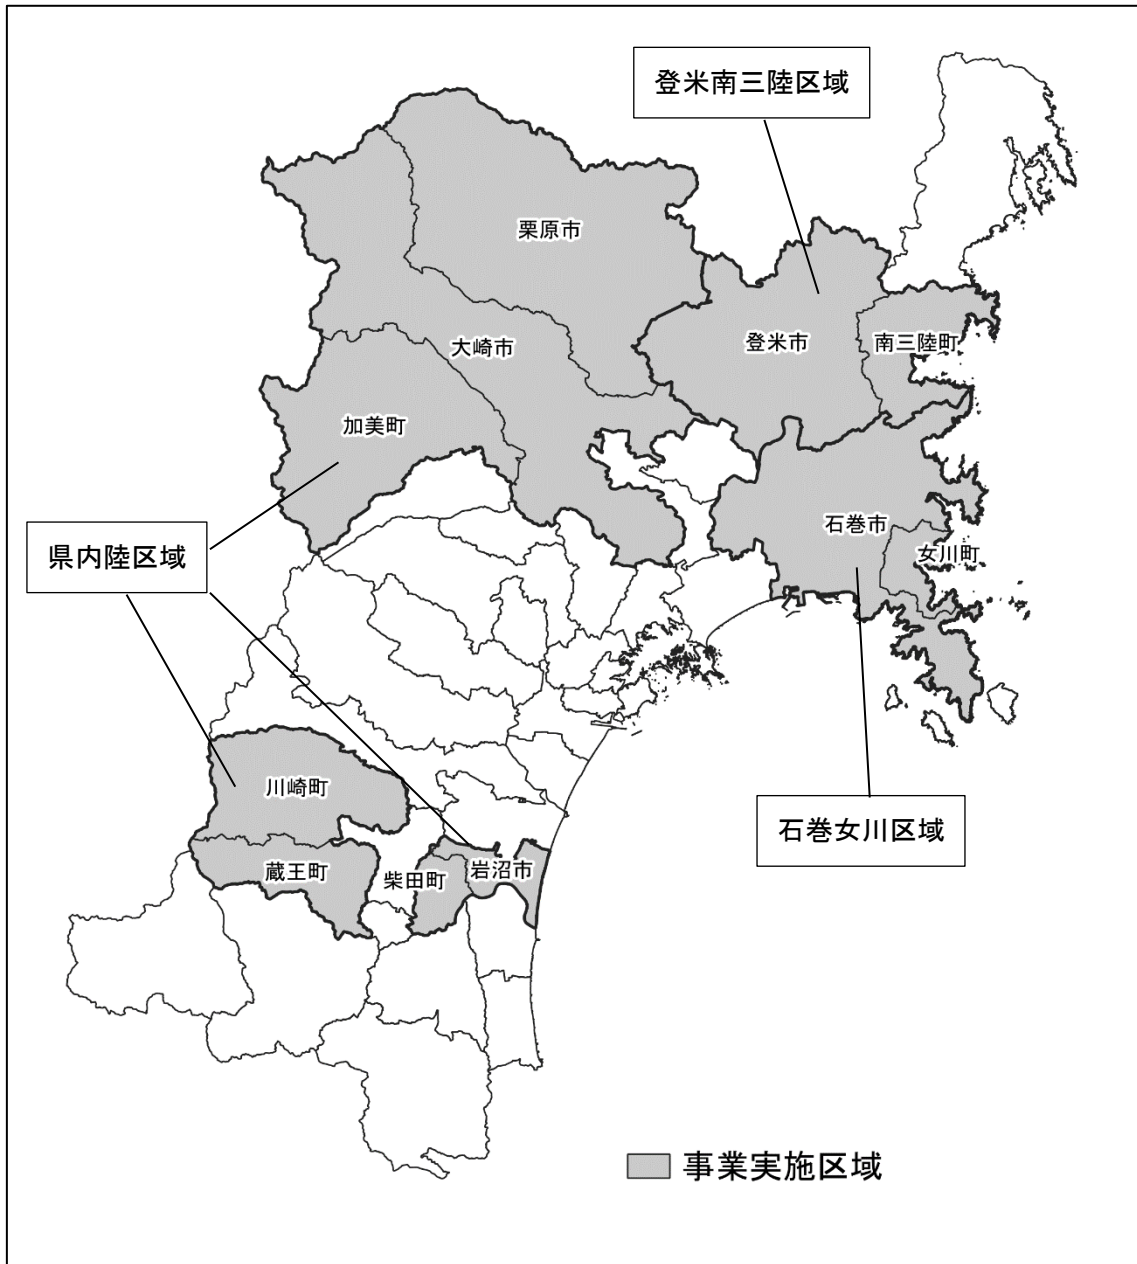 登米南三陸区域
栗原市
大崎市
登米市
南三陸町
加美町
石巻市
女川町
県内陸区域
川崎町
石巻女川区域
蔵王町
柴田町
岩沼市
事業実施区域